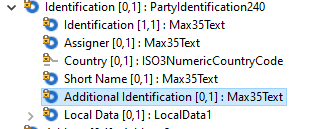 Identification [0,1] : PartyIdentification240
Identification [1,1] : Max35Text
Assigner [0,1] : Max35Text
Country [0,1] : ISO3NumericCountryCode
Short Name [0,1] : Max35Text
Additional Identification [0,1] : Max35Text
Local Data [0,1] : LocalData1